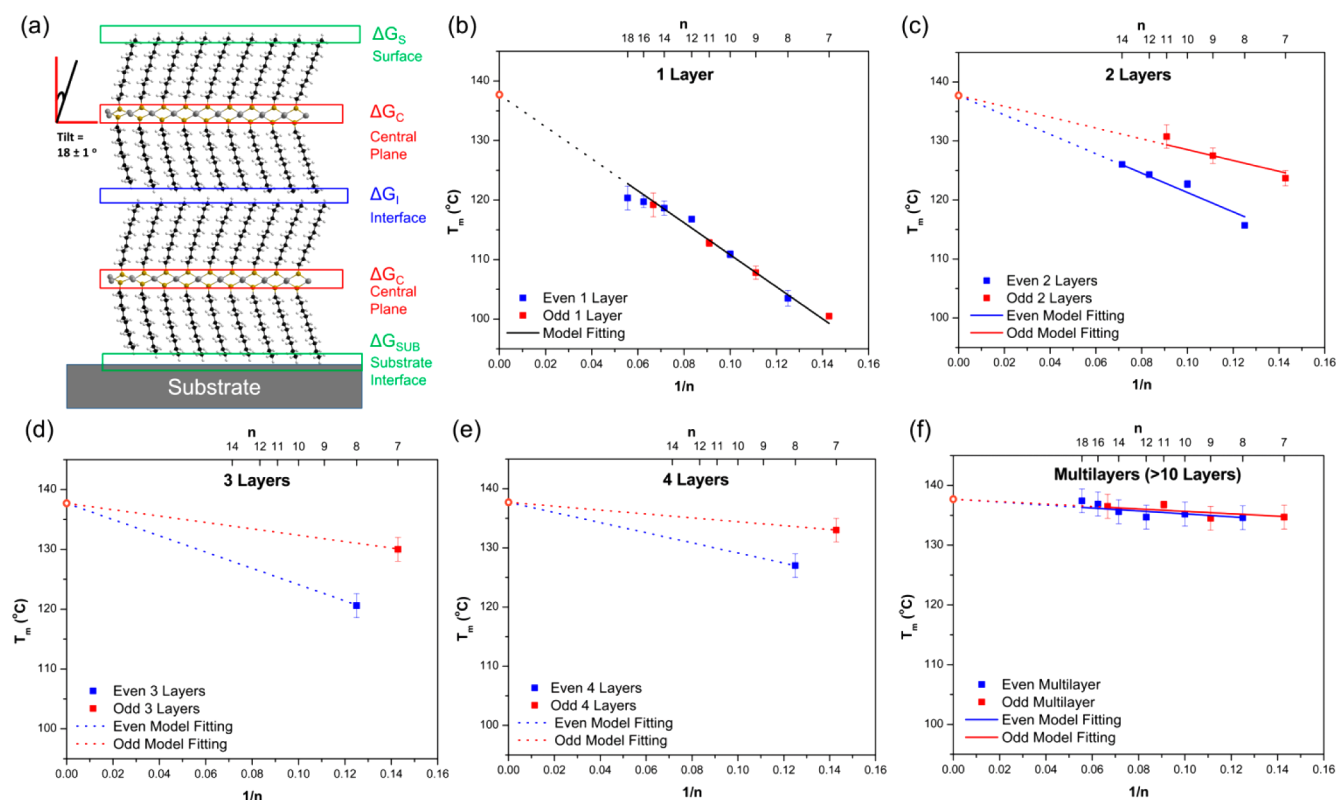 (a)
ΔG_S
Surface
ΔG_C
Central
Plane
Tilt =
18 ± 1 °
ΔG_I
Interface
ΔG_C
Central
Plane
ΔG_SUB
Substrate
Interface
Substrate
(b)
n
18 16 14 12 11 10 9 8 7
1 Layer
140
130
120
110
100
T_m (°C)
Even 1 Layer
Odd 1 Layer
Model Fitting
0.00 0.02 0.04 0.06 0.08 0.10 0.12 0.14 0.16
1/n
(c)
n
14 12 11 10 9 8 7
2 Layers
140
130
120
110
100
T_m (°C)
Even 2 Layers
Odd 2 Layers
Even Model Fitting
Odd Model Fitting
0.00 0.02 0.04 0.06 0.08 0.10 0.12 0.14 0.16
1/n
(d)
n
14 12 11 10 9 8 7
3 Layers
140
130
120
110
100
T_m (°C)
Even 3 Layers
Odd 3 Layers
Even Model Fitting
Odd Model Fitting
0.00 0.02 0.04 0.06 0.08 0.10 0.12 0.14 0.16
1/n
(e)
n
14 12 11 10 9 8 7
4 Layers
140
130
120
110
100
T_m (°C)
Even 4 Layers
Odd 4 Layers
Even Model Fitting
Odd Model Fitting
0.00 0.02 0.04 0.06 0.08 0.10 0.12 0.14 0.16
1/n
(f)
n
18 16 14 12 11 10 9 8 7
Multilayers (>10 Layers)
140
130
120
110
100
T_m (°C)
Even Multilayer
Odd Multilayer
Even Model Fitting
Odd Model Fitting
0.00 0.02 0.04 0.06 0.08 0.10 0.12 0.14 0.16
1/n